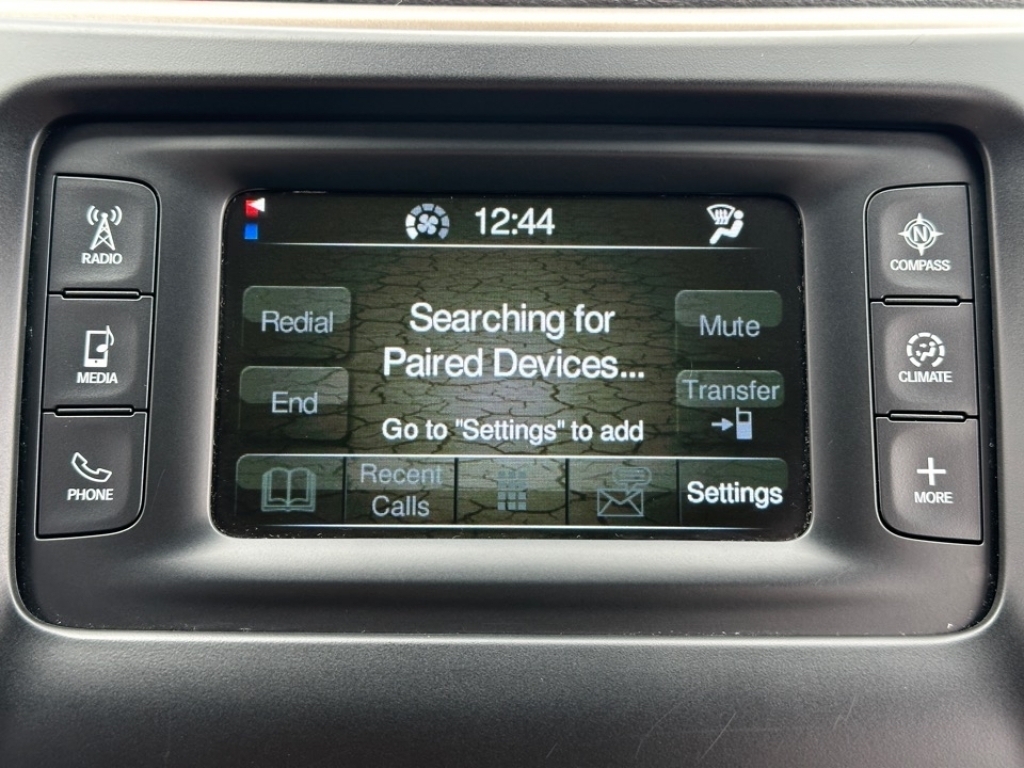 12:44
RADIO
MEDIA
PHONE
Redial
End
Searching for
Paired Devices...
Go to "Settings" to add
Mute
Transfer
Recent
Calls
Settings
N
COMPASS
CLIMATE
MORE